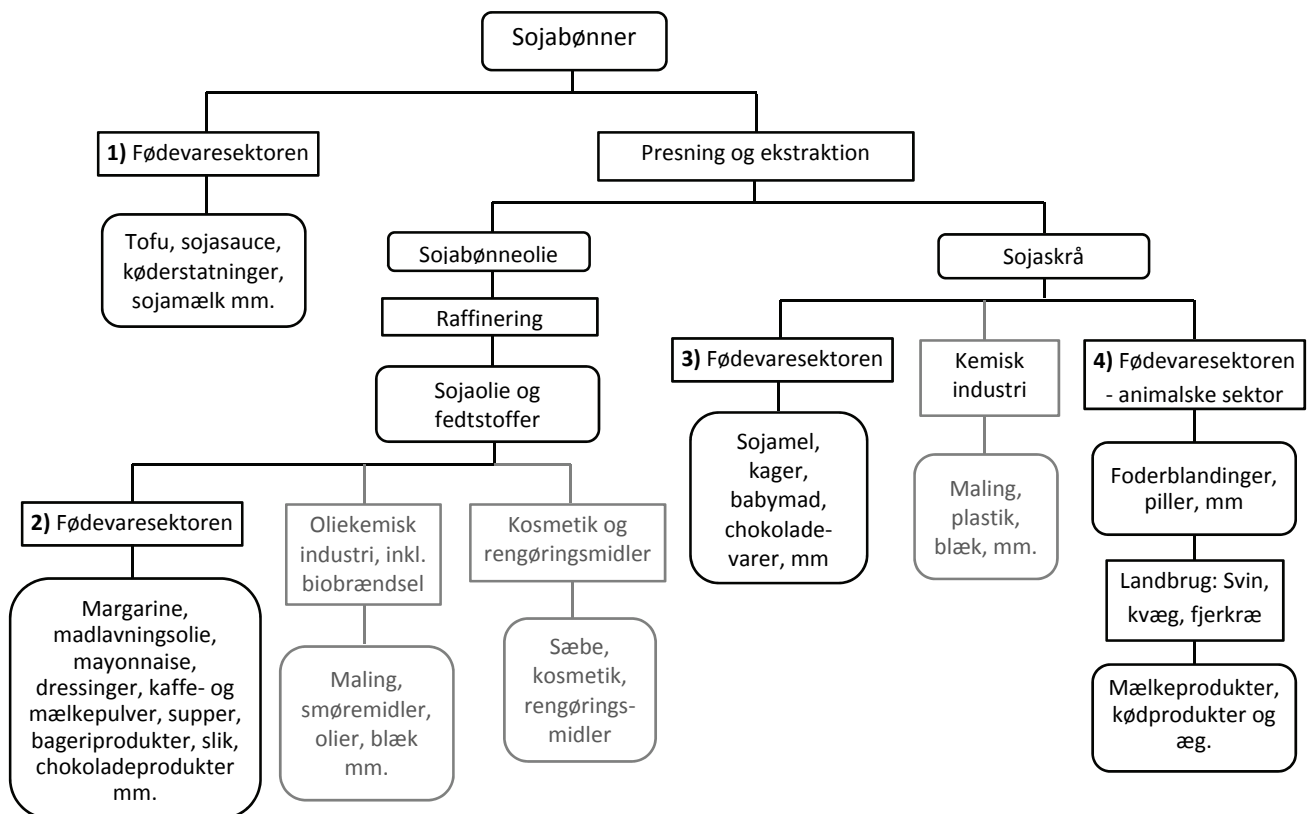 Sojabønner
1) Fødevaresektoren
Presning og ekstraktion
Tofu, sojasauce,
køderstatninger,
sojamælk mm.
Sojabønneolie
Sojaskrå
Raffinering
Sojaolie og
fedtstoffer
3) Fødevaresektoren
Kemisk
industri
4) Fødevaresektoren
- animalske sektor
Sojamel,
kager,
babymad,
chokolade-
varer, mm
Maling,
plastik,
blæk, mm.
Foderblandinger,
piller, mm
2) Fødevaresektoren
Oliekemisk
industri, inkl.
biobrændsel
Kosmetik og
rengøringsmidler
Landbrug: Svin,
kvæg, fjerkræ
Margarine,
madlavningsolie,
mayonnaise,
dressinger, kaffe- og
mælkepulver, supper,
bageriprodukter, slik,
chokoladeprodukter
mm.
Maling,
smøremidler,
olier, blæk
mm.
Sæbe,
kosmetik,
rengørings-
midler
Mælkeprodukter,
kødprodukter og
æg.